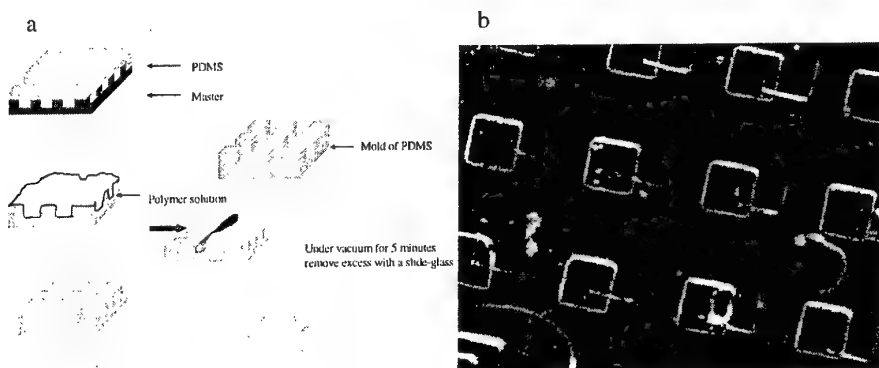 a
b
PDMS
Master
Mold of PDMS
Polymer solution
Under vacuum for 5 minutes
remove excess with a slide-glass